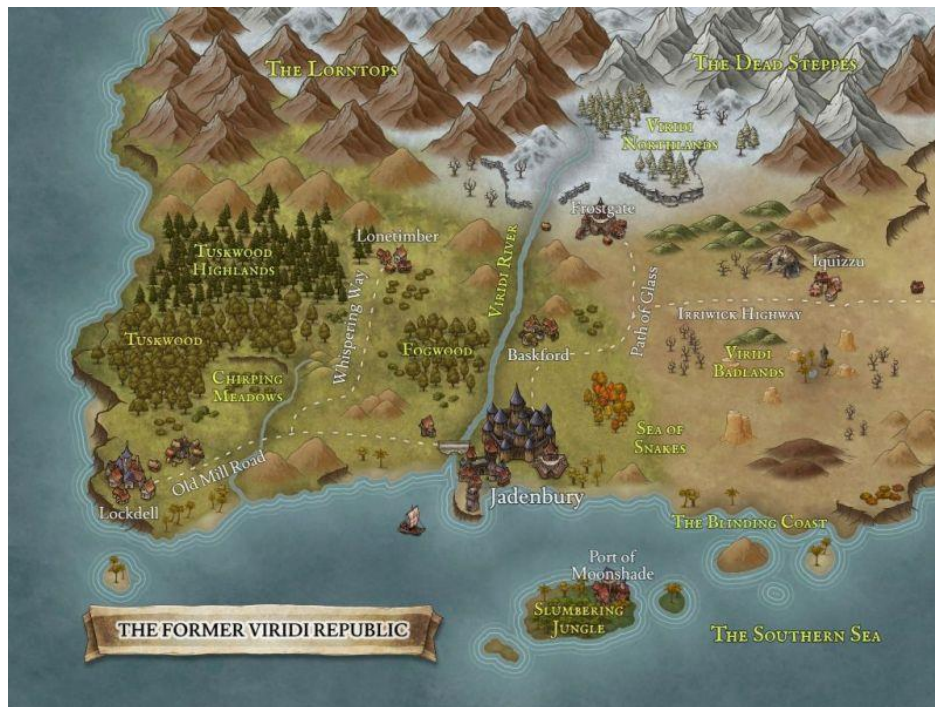 The Lorntops
The Dead Steppes
Viridi
Northlands
Frostgate
Lonetimber
Tuskwood
Highlands
Viridi River
Iquizzu
Path of Glass
Irriwick Highway
Whispering Way
Tuskwood
Fogwood
Baskford
Viridi
Badlands
Chirping
Meadows
Sea of
Snakes
Old Mill Road
Lockdell
Jadenbury
The Blinding Coast
Port of
Moonshade
Slumbering
Jungle
The Former Viridi Republic
The Southern Sea